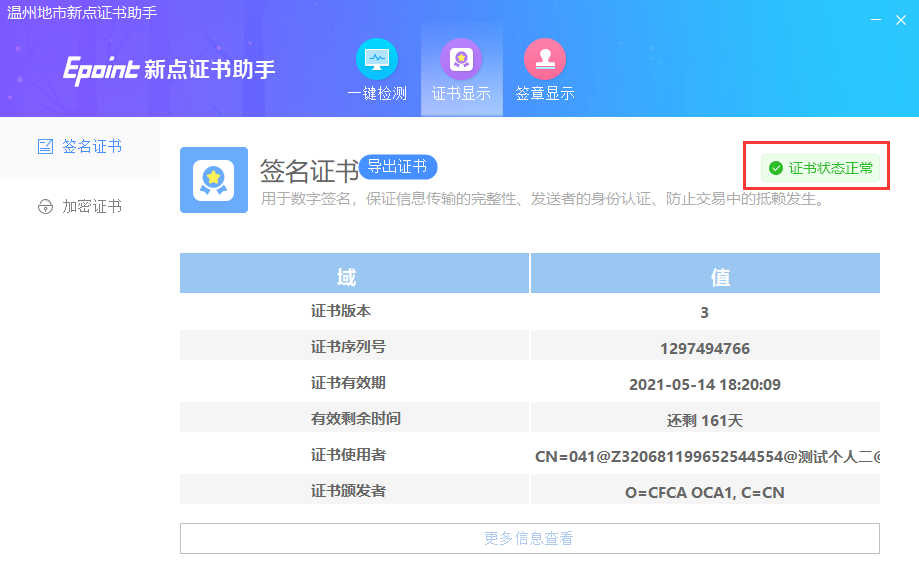 温州地市新点证书助手
Epoint 新点证书助手
一键检测
证书显示
签章显示
签名证书
加密证书
签名证书 导出证书
证书状态正常
用于数字签名，保证信息传输的完整性、发送者的身份认证、防止交易中的抵赖发生。
域 值
证书版本 3
证书序列号 1297494766
证书有效期 2021-05-14 18:20:09
有效剩余时间 还剩 161天
证书使用者 CN=041@Z320681199652544554@测试个人二@
证书颁发者 O=CFCA OCA1, C=CN
更多信息查看